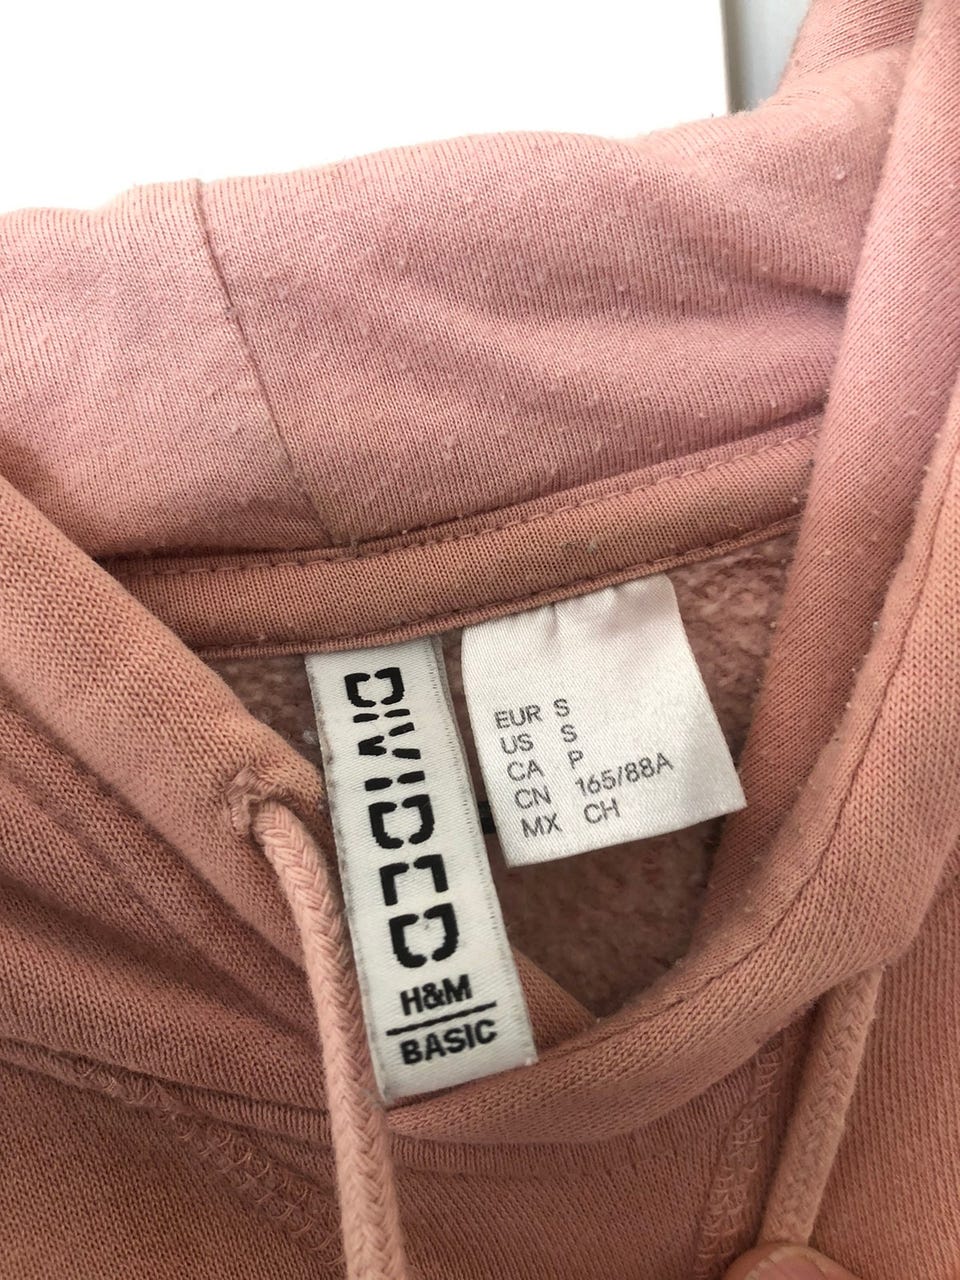 DIVIDED
H&M
BASIC
EUR S
US S
CA P
CN 165/88A
MX CH